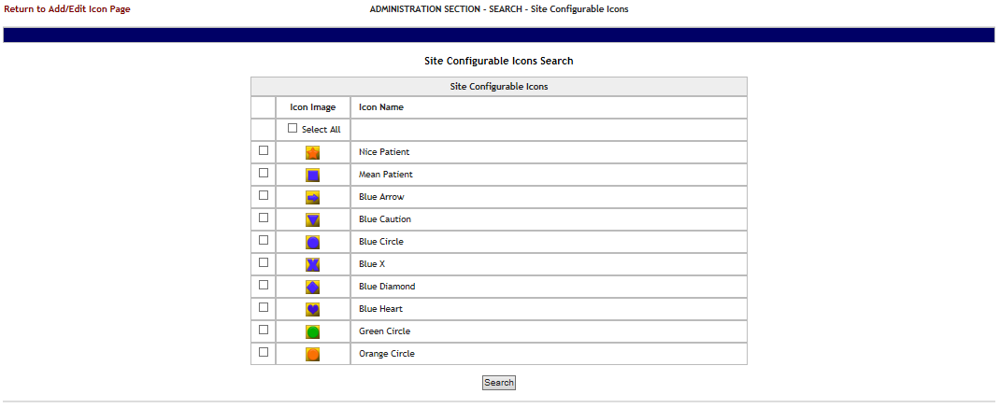 Return to Add/Edit Icon Page
ADMINISTRATION SECTION - SEARCH - Site Configurable Icons
Site Configurable Icons Search
Site Configurable Icons
Icon Image Icon Name
Select All
Nice Patient
Mean Patient
Blue Arrow
Blue Caution
Blue Circle
Blue X
Blue Diamond
Blue Heart
Green Circle
Orange Circle
Search